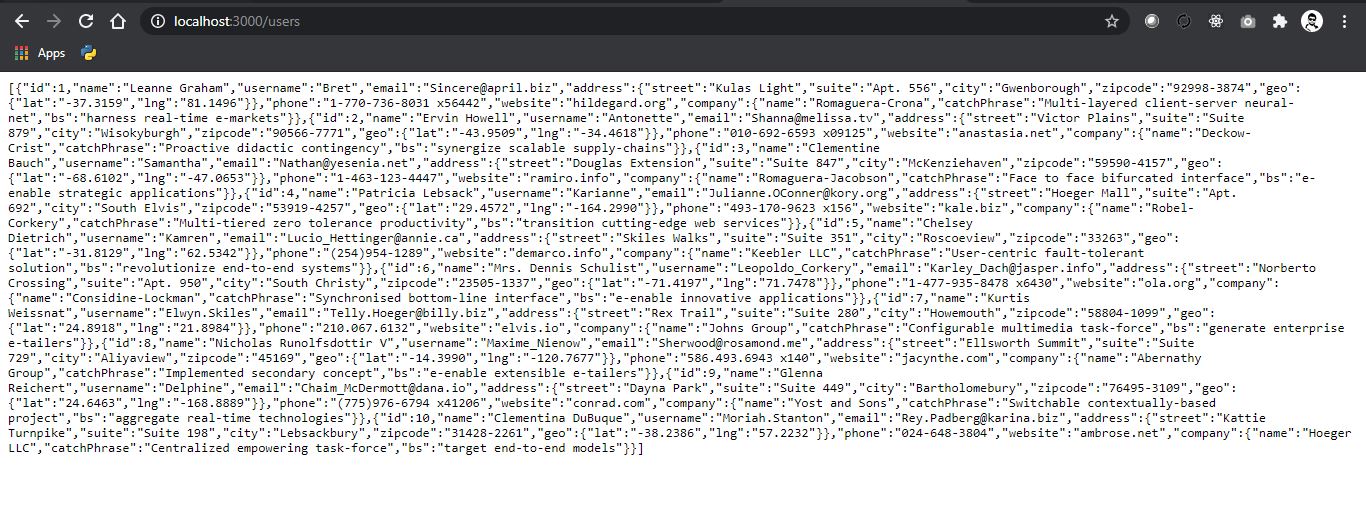 localhost:3000/users
Apps
[{"id":1,"name":"Leanne Graham","username":"Bret","email":"Sincere@april.biz","address":{"street":"Kulas Light","suite":"Apt. 556","city":"Gwenborough","zipcode":"92998-3874","geo":
{"lat":"-37.3159","lng":"81.1496"}},"phone":"1-770-736-8031 x56442","website":"hildegard.org","company":{"name":"Romaguera-Crona","catchPhrase":"Multi-layered client-server neural-
net","bs":"harness real-time e-markets"}},{"id":2,"name":"Ervin Howell","username":"Antonette","email":"Shanna@melissa.tv","address":{"street":"Victor Plains","suite":"Suite
879","city":"Wisokyburgh","zipcode":"90566-7771","geo":{"lat":"-43.9509","lng":"-34.4618"}},"phone":"010-692-6593 x09125","website":"anastasia.net","company":{"name":"Deckow-
Crist","catchPhrase":"Proactive didactic contingency","bs":"synergize scalable supply-chains"}},{"id":3,"name":"Clementine
Bauch","username":"Samantha","email":"Nathan@yesenia.net","address":{"street":"Douglas Extension","suite":"Suite 847","city":"McKenziehaven","zipcode":"59590-4157","geo":
{"lat":"-68.6102","lng":"-47.0653"}},"phone":"1-463-123-4447","website":"ramiro.info","company":{"name":"Romaguera-Jacobson","catchPhrase":"Face to face bifurcated interface","bs":"e-
enable strategic applications"}},{"id":4,"name":"Patricia Lebsack","username":"Karianne","email":"Julianne.OConner@kory.org","address":{"street":"Hoeger Mall","suite":"Apt.
692","city":"South Elvis","zipcode":"53919-4257","geo":{"lat":"29.4572","lng":"-164.2990"}},"phone":"493-170-9623 x156","website":"kale.biz","company":{"name":"Robel-
Corkery","catchPhrase":"Multi-tiered zero tolerance productivity","bs":"transition cutting-edge web services"}},{"id":5,"name":"Chelsey
Dietrich","username":"Kamren","email":"Lucio_Hettinger@annie.ca","address":{"street":"Skiles Walks","suite":"Suite 351","city":"Roscoeview","zipcode":"33263","geo":
{"lat":"-31.8129","lng":"62.5342"}},"phone":"(254)954-1289","website":"demarco.info","company":{"name":"Keebler LLC","catchPhrase":"User-centric fault-tolerant
solution","bs":"revolutionize end-to-end systems"}},{"id":6,"name":"Mrs. Dennis Schulist","username":"Leopoldo_Corkery","email":"Karley_Dach@jasper.info","address":{"street":"Norberto
Crossing","suite":"Apt. 950","city":"South Christy","zipcode":"23505-1337","geo":{"lat":"-71.4197","lng":"71.7478"}},"phone":"1-477-935-8478 x6430","website":"ola.org","company":
{"name":"Considine-Lockman","catchPhrase":"Synchronised bottom-line interface","bs":"e-enable innovative applications"}},{"id":7,"name":"Kurtis
Weissnat","username":"Elwyn.Skiles","email":"Telly.Hoeger@billy.biz","address":{"street":"Rex Trail","suite":"Suite 280","city":"Howemouth","zipcode":"58804-1099","geo":
{"lat":"24.8918","lng":"21.8984"}},"phone":"210.067.6132","website":"elvis.io","company":{"name":"Johns Group","catchPhrase":"Configurable multimedia task-force","bs":"generate enterprise
e-tailers"}},{"id":8,"name":"Nicholas Runolfsdottir V","username":"Maxime_Nienow","email":"Sherwood@rosamond.me","address":{"street":"Ellsworth Summit","suite":"Suite
729","city":"Aliyaview","zipcode":"45169","geo":{"lat":"-14.3990","lng":"-120.7677"}},"phone":"586.493.6943 x140","website":"jacynthe.com","company":{"name":"Abernathy
Group","catchPhrase":"Implemented secondary concept","bs":"e-enable extensible e-tailers"}},{"id":9,"name":"Glenna
Reichert","username":"Delphine","email":"Chaim_McDermott@dana.io","address":{"street":"Dayna Park","suite":"Suite 449","city":"Bartholomebury","zipcode":"76495-3109","geo":
{"lat":"24.6463","lng":"-168.8889"}},"phone":"(775)976-6794 x41206","website":"conrad.com","company":{"name":"Yost and Sons","catchPhrase":"Switchable contextually-based
project","bs":"aggregate real-time technologies"}},{"id":10,"name":"Clementina DuBuque","username":"Moriah.Stanton","email":"Rey.Padberg@karina.biz","address":{"street":"Kattie
Turnpike","suite":"Suite 198","city":"Lebsackbury","zipcode":"31428-2261","geo":{"lat":"-38.2386","lng":"57.2232"}},"phone":"024-648-3804","website":"ambrose.net","company":{"name":"Hoeger
LLC","catchPhrase":"Centralized empowering task-force","bs":"target end-to-end models"}}]